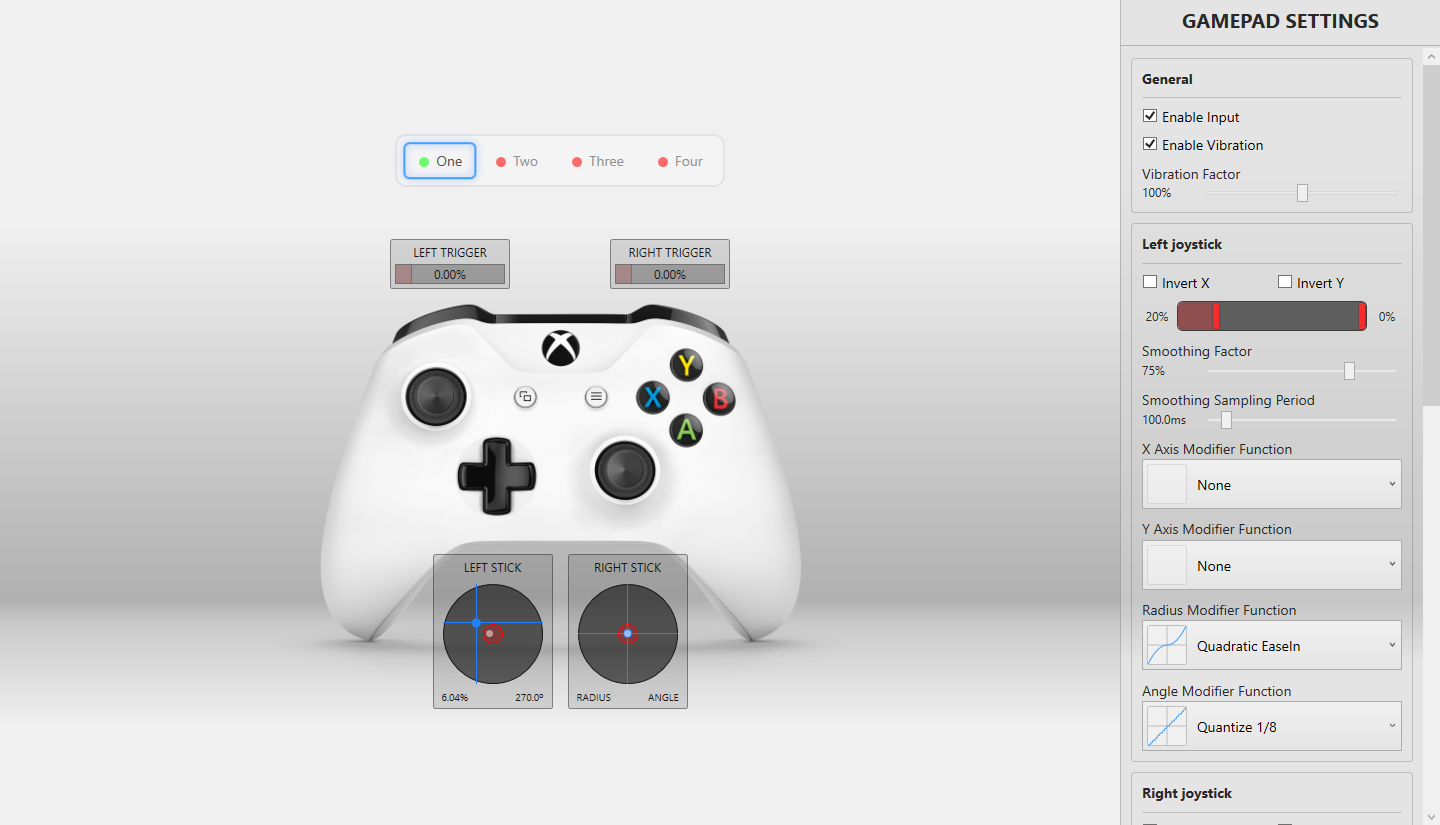 GAMEPAD SETTINGS
One Two Three Four
LEFT TRIGGER
0.00%
RIGHT TRIGGER
0.00%
Y
X
B
A
LEFT STICK
6.04% 270.0º
RIGHT STICK
RADIUS ANGLE
General
Enable Input
Enable Vibration
Vibration Factor
100%
Left joystick
Invert X Invert Y
20% 0%
Smoothing Factor
75%
Smoothing Sampling Period
100.0ms
X Axis Modifier Function
None
Y Axis Modifier Function
None
Radius Modifier Function
Quadratic EaseIn
Angle Modifier Function
Quantize 1/8
Right joystick